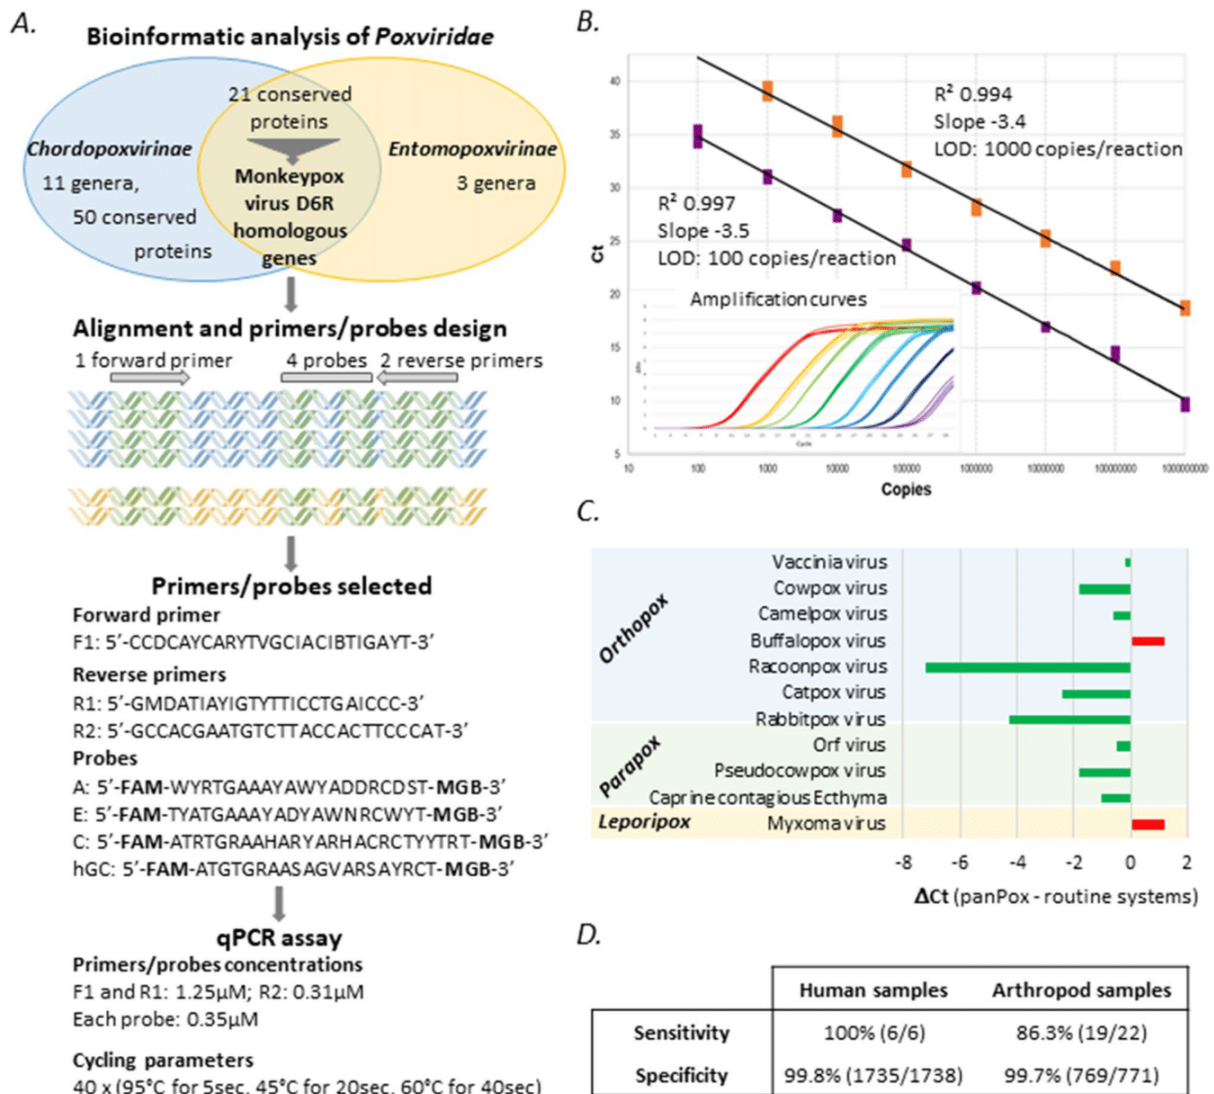 A.
Bioinformatic analysis of Poxviridae
21 conserved
proteins
Chordopoxvirinae
11 genera,
50 conserved
proteins
Monkeypox
virus D6R
homologous
genes
Entomopoxvirinae
3 genera
Alignment and primers/probes design
1 forward primer
4 probes
2 reverse primers
Primers/probes selected
Forward primer
F1: 5’-CCDCAYCARYTVGCIACIBTIGAYT-3’
Reverse primers
R1: 5’-GMDATIAYIGTYTTICCTGAICCC-3’
R2: 5’-GCCACGAATGTCTTACCACTTCCCAT-3’
Probes
A: 5’-FAM-WYRTGAAAYAWYADDRCDST-MGB-3’
E: 5’-FAM-TYATGAAAYADYAWNRCWYT-MGB-3’
C: 5’-FAM-ATRTGRAAHARYARHACRCTYYTRT-MGB-3’
hGC: 5’-FAM-ATGTGRAASAGVARSAYRCT-MGB-3’
qPCR assay
Primers/probes concentrations
F1 and R1: 1.25µM; R2: 0.31µM
Each probe: 0.35µM
Cycling parameters
40 x (95°C for 5sec, 45°C for 20sec, 60°C for 40sec)
B.
Ct
40
35
30
25
20
15
10
5
R² 0.994
Slope -3.4
LOD: 1000 copies/reaction
R² 0.997
Slope -3.5
LOD: 100 copies/reaction
Amplification curves
Cycle
10 100 1000 10000 100000 1000000 10000000 100000000 1000000000
Copies
C.
Orthopox
Vaccinia virus
Cowpox virus
Camelpox virus
Buffalopox virus
Racoonpox virus
Catpox virus
Rabbitpox virus
Parapox
Orf virus
Pseudocowpox virus
Caprine contagious Ecthyma
Leporipox
Myxoma virus
-8 -6 -4 -2 0 2
ΔCt (panPox - routine systems)
D.
Human samples Arthropod samples
Sensitivity 100% (6/6) 86.3% (19/22)
Specificity 99.8% (1735/1738) 99.7% (769/771)